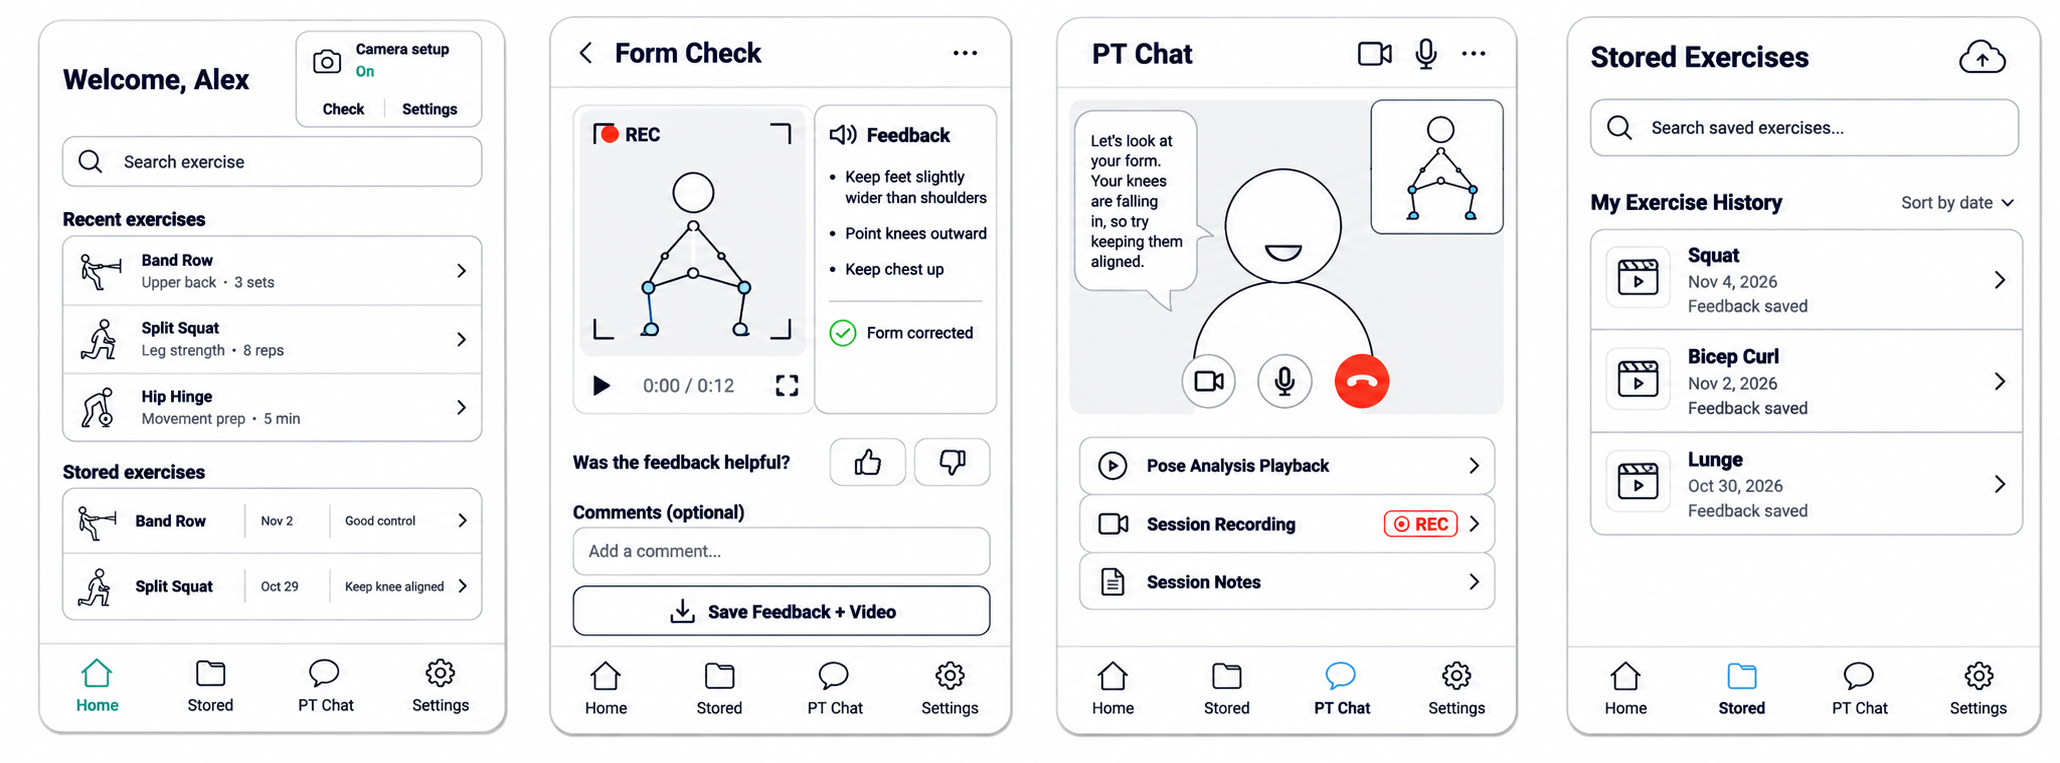 Welcome, Alex
Camera setup
On
Check
Settings
Search exercise
Recent exercises
Band Row
Upper back • 3 sets
Split Squat
Leg strength • 8 reps
Hip Hinge
Movement prep • 5 min
Stored exercises
Band Row
Nov 2
Good control
Split Squat
Oct 29
Keep knee aligned
Home
Stored
PT Chat
Settings
Form Check
REC
0:00 / 0:12
Feedback
• Keep feet slightly
wider than shoulders
• Point knees outward
• Keep chest up
Form corrected
Was the feedback helpful?
Comments (optional)
Add a comment...
Save Feedback + Video
Home
Stored
PT Chat
Settings
PT Chat
Let's look at
your form.
Your knees
are falling
in, so try
keeping them
aligned.
Pose Analysis Playback
Session Recording
REC
Session Notes
Home
Stored
PT Chat
Settings
Stored Exercises
Search saved exercises...
My Exercise History
Sort by date
Squat
Nov 4, 2026
Feedback saved
Bicep Curl
Nov 2, 2026
Feedback saved
Lunge
Oct 30, 2026
Feedback saved
Home
Stored
PT Chat
Settings